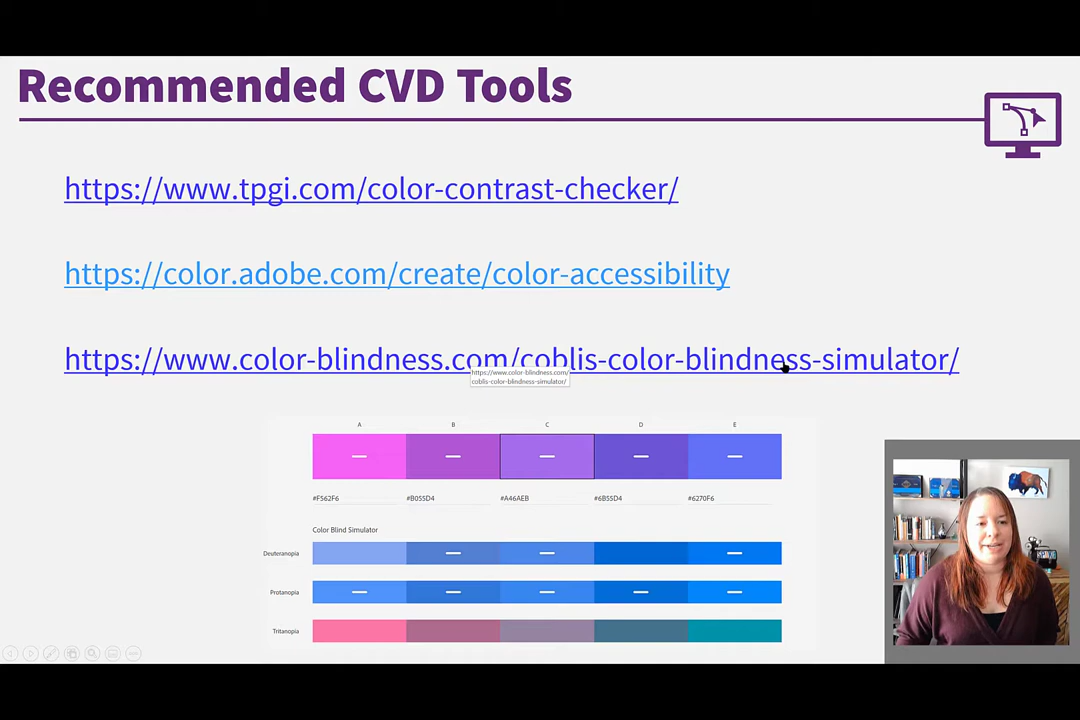 Recommended CVD Tools
https://www.tpgi.com/color-contrast-checker/
https://color.adobe.com/create/color-accessibility
https://www.color-blindness.com/coblis-color-blindness-simulator/
https://www.color-blindness.com/
coblis-color-blindness-simulator/
A B C D E
#F562F6 #B055D4 #A46AEB #6B55D4 #6270F6
Color Blind Simulator
Deuteranopia
Protanopia
Tritanopia